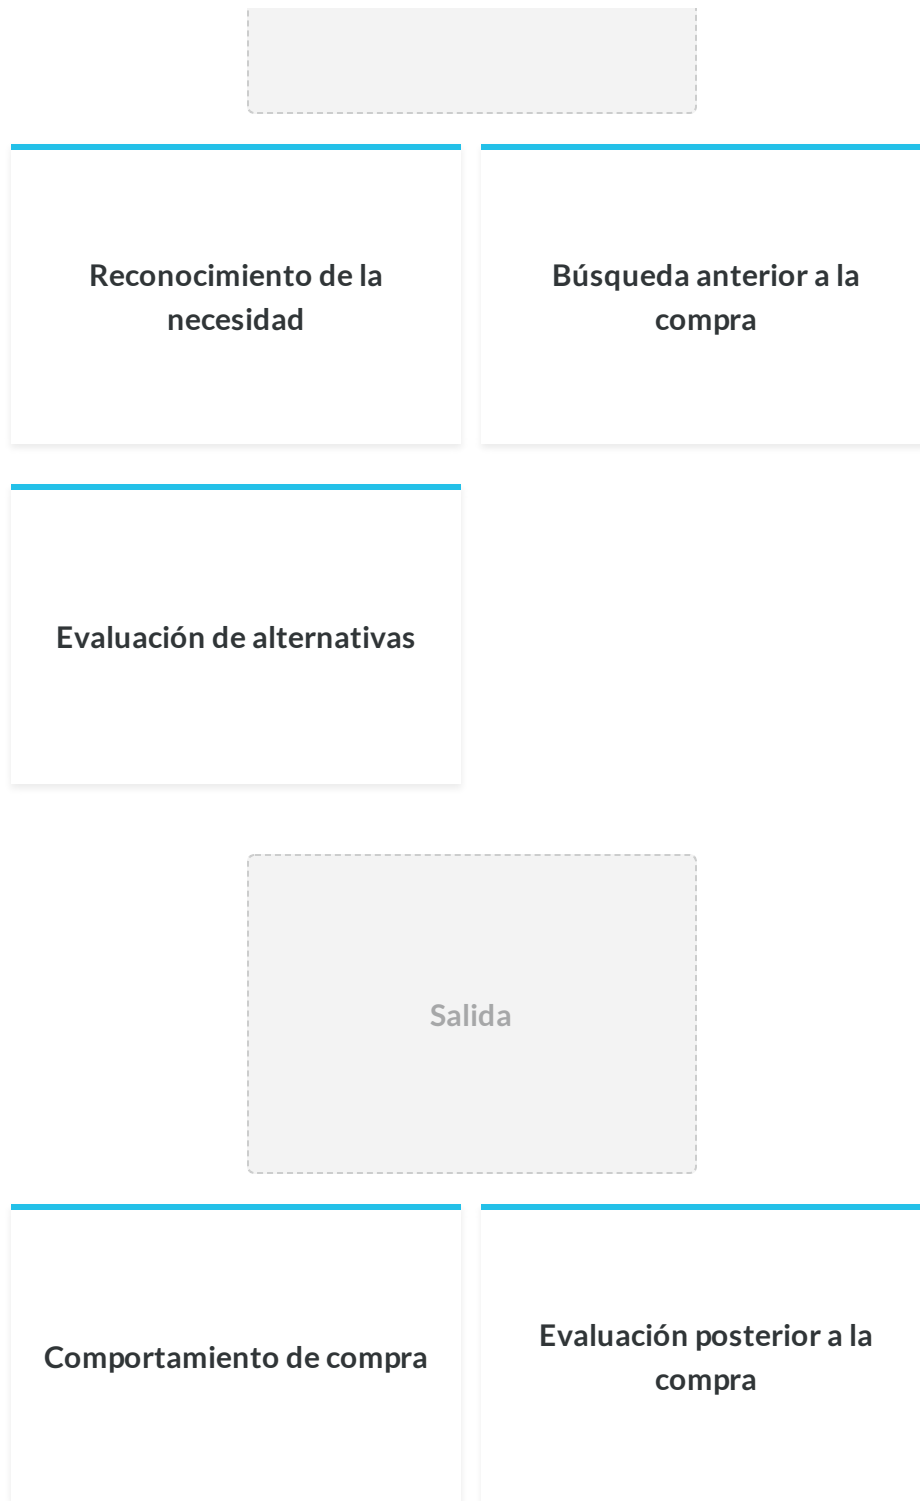 Reconocimiento de la
necesidad
Búsqueda anterior a la
compra
Evaluación de alternativas
Salida
Comportamiento de compra
Evaluación posterior a la
compra